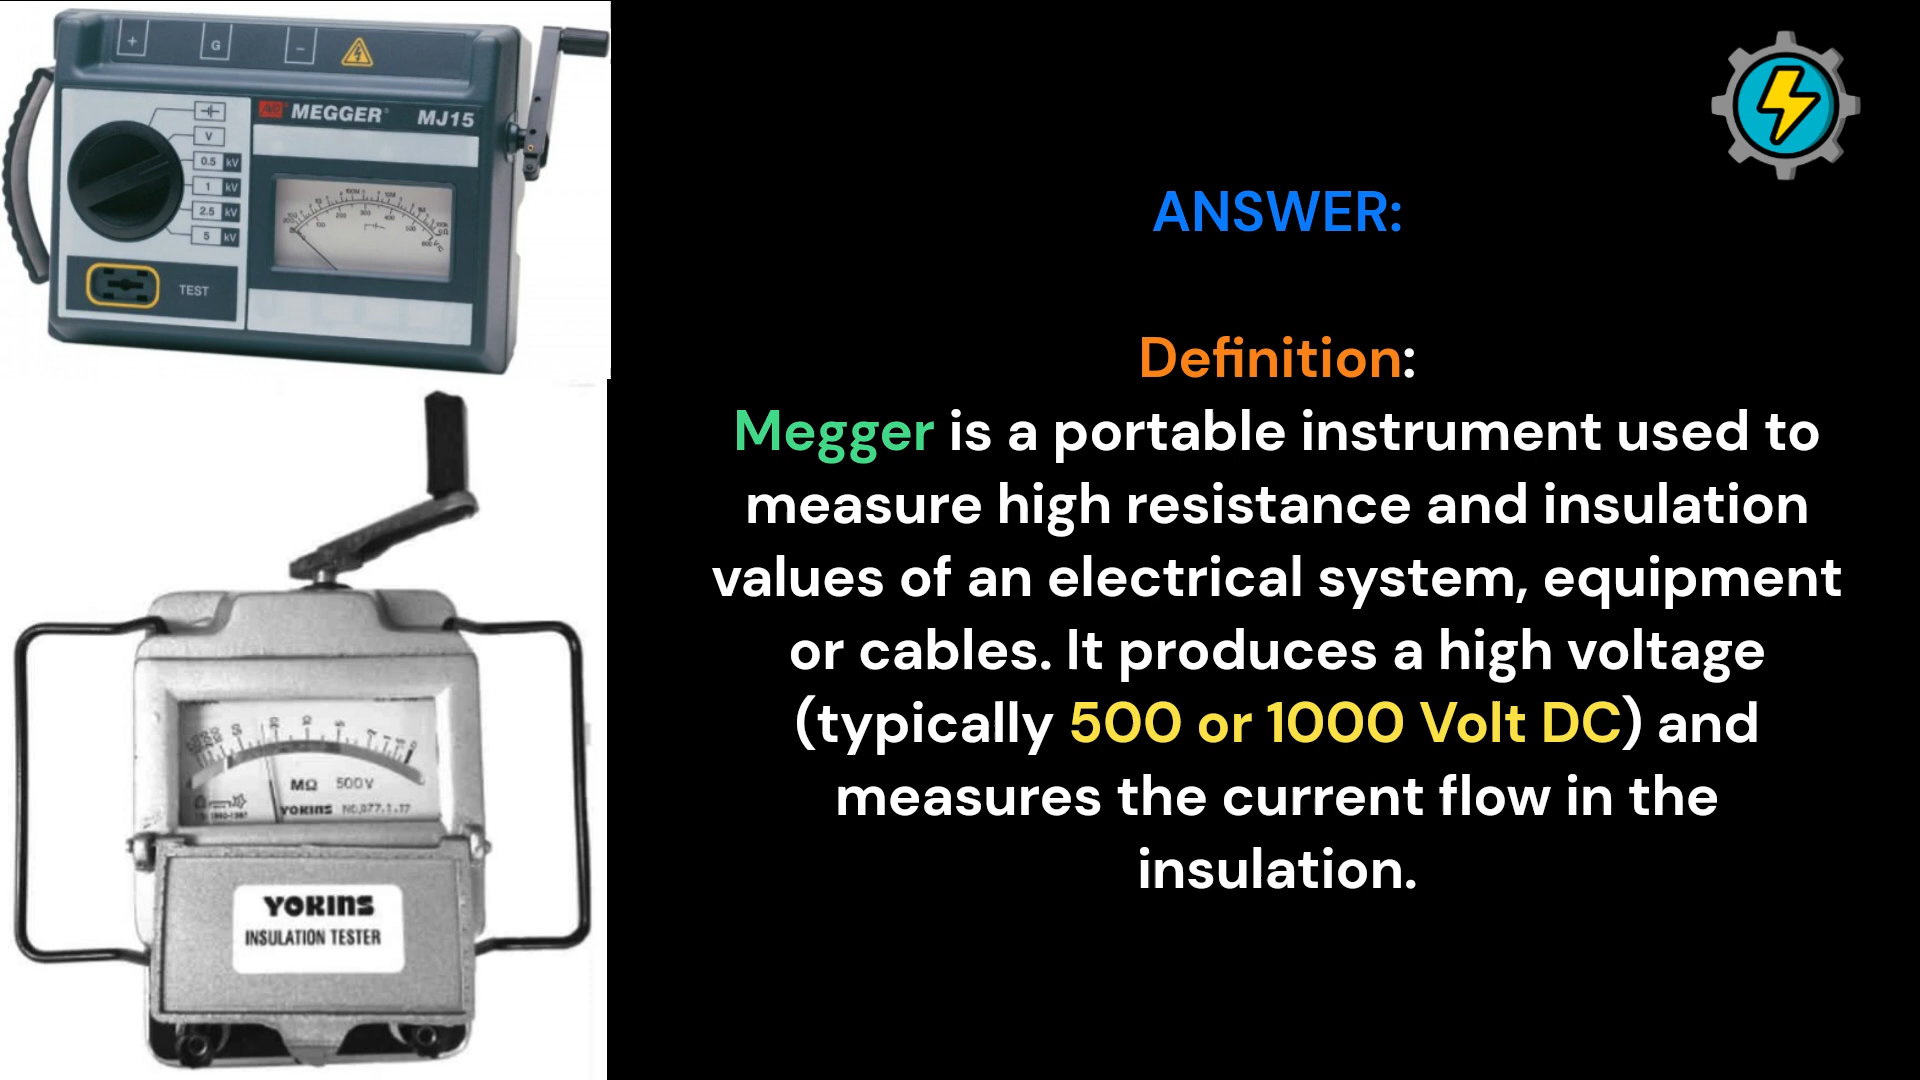 + G −
AC MEGGER® MJ15
V
0.5 kV
1 kV
2.5 kV
5 kV
TEST
MΩ 500V
YOKINS
YOKINS
INSULATION TESTER
ANSWER:
Definition:
Megger is a portable instrument used to
measure high resistance and insulation
values of an electrical system, equipment
or cables. It produces a high voltage
(typically 500 or 1000 Volt DC) and
measures the current flow in the
insulation.